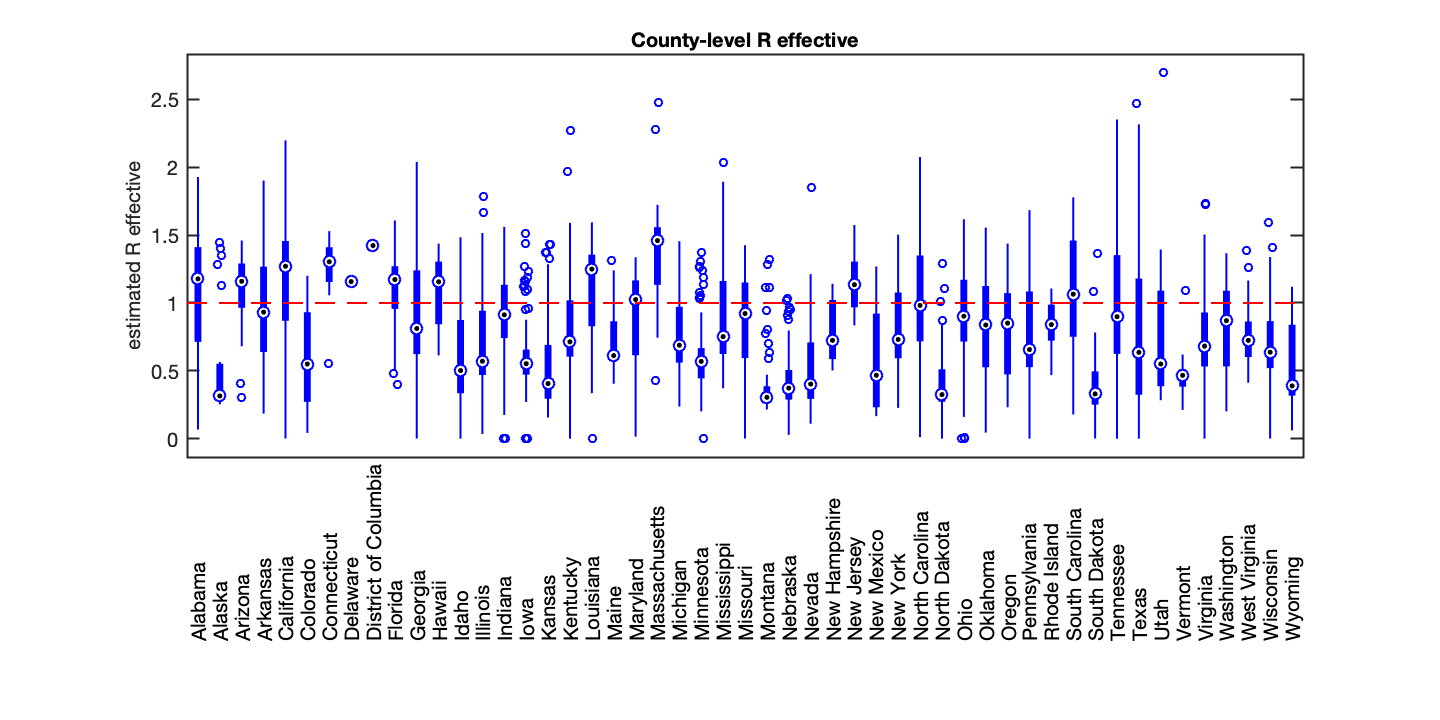 County-level R effective
estimated R effective
2.5
2
1.5
1
0.5
0
Alabama
Alaska
Arizona
Arkansas
California
Colorado
Connecticut
Delaware
District of Columbia
Florida
Georgia
Hawaii
Idaho
Illinois
Indiana
Iowa
Kansas
Kentucky
Louisiana
Maine
Maryland
Massachusetts
Michigan
Minnesota
Mississippi
Missouri
Montana
Nebraska
Nevada
New Hampshire
New Jersey
New Mexico
New York
North Carolina
North Dakota
Ohio
Oklahoma
Oregon
Pennsylvania
Rhode Island
South Carolina
South Dakota
Tennessee
Texas
Utah
Vermont
Virginia
Washington
West Virginia
Wisconsin
Wyoming